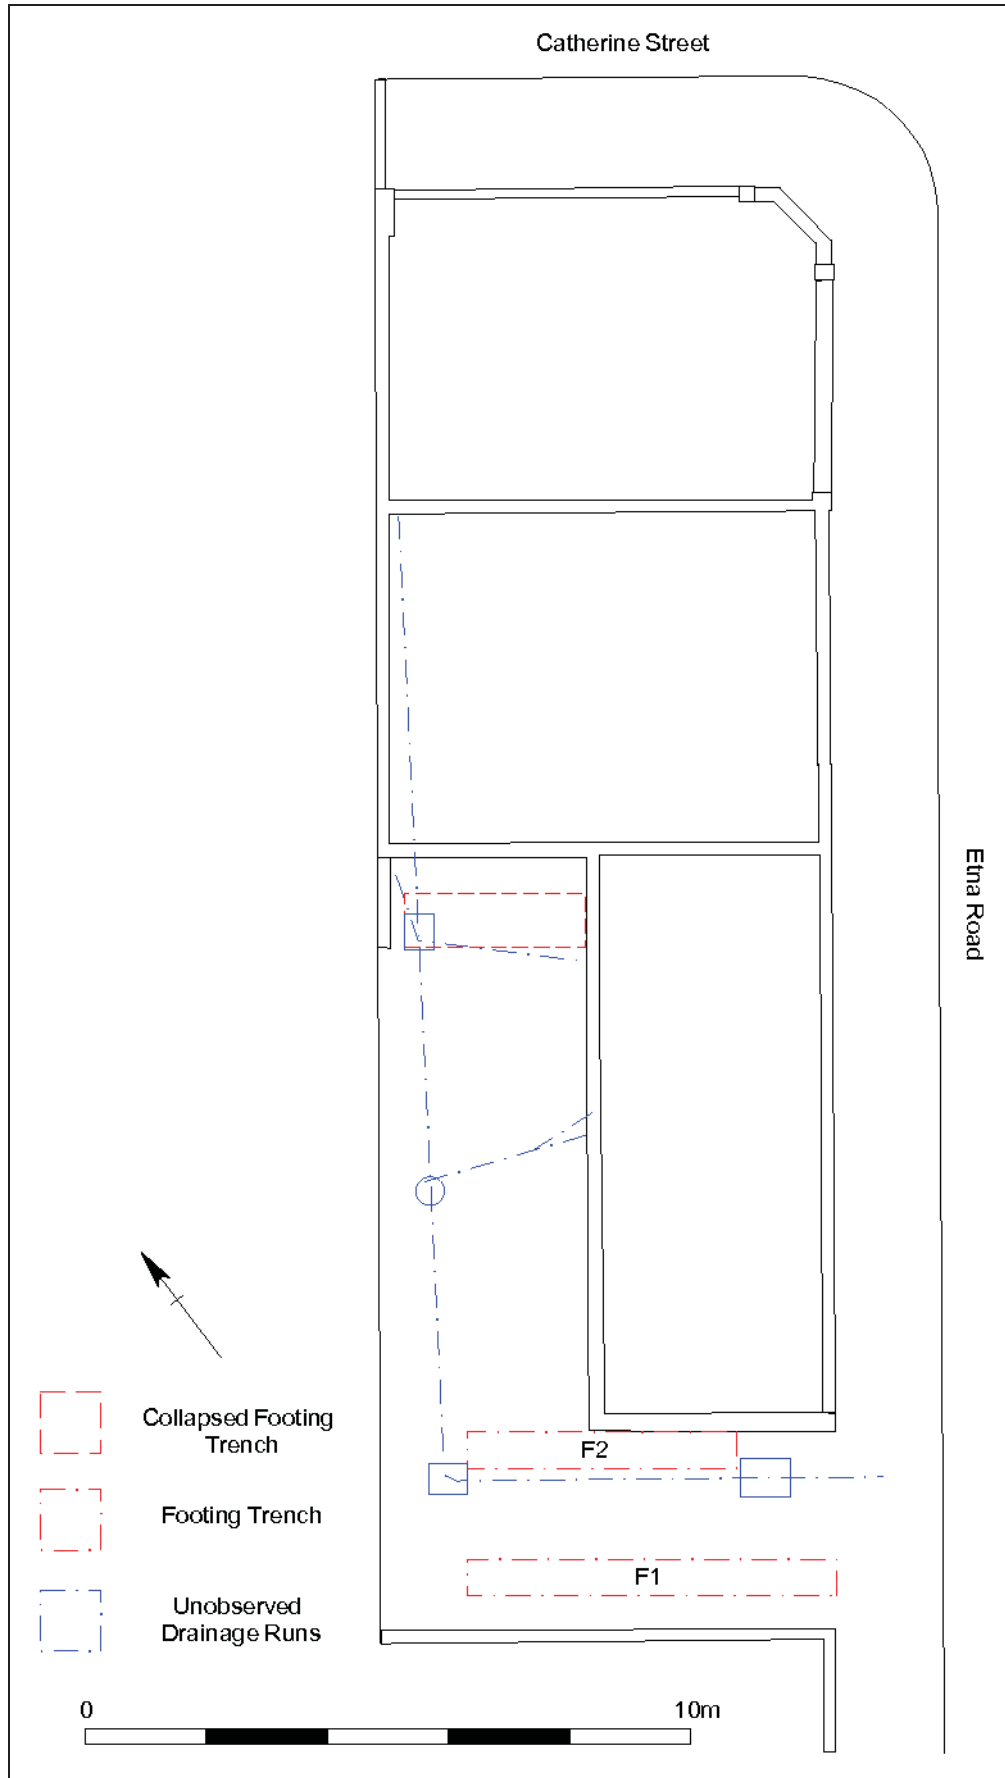 Catherine Street
Etna Road
F2
F1
Collapsed Footing
Trench
Footing Trench
Unobserved
Drainage Runs
0
10m